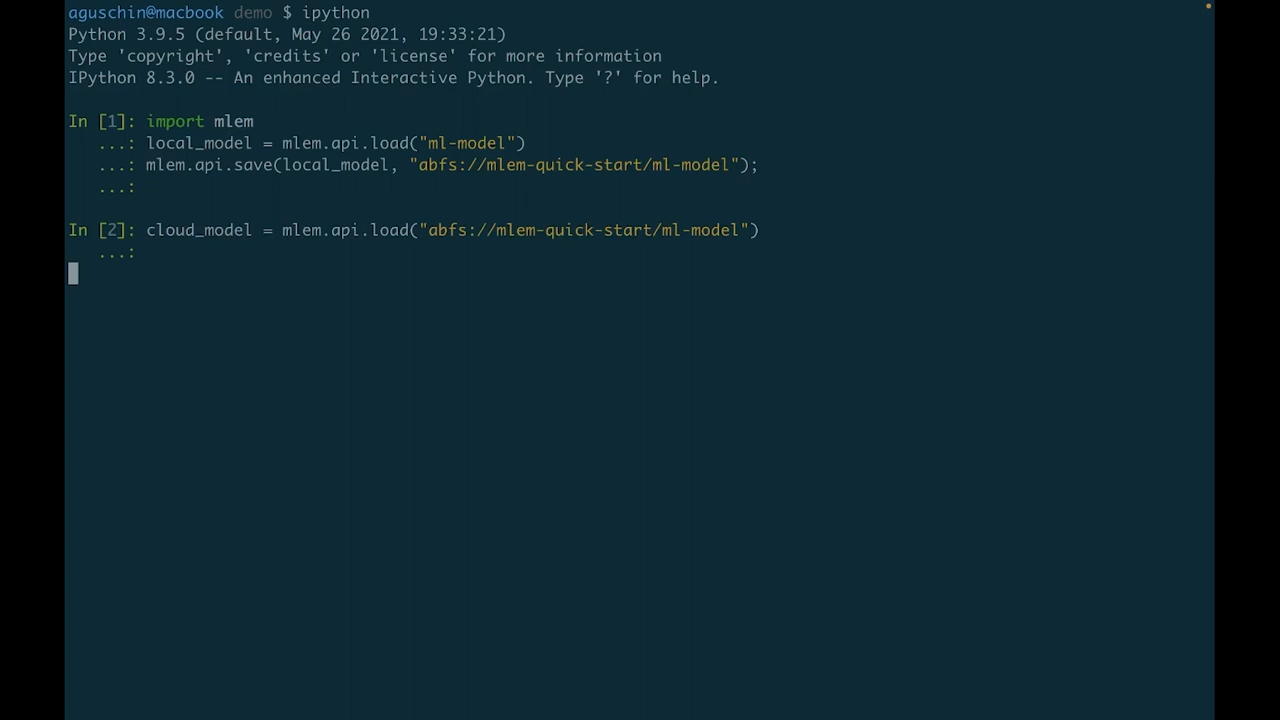 aguschin@macbook demo $ ipython
Python 3.9.5 (default, May 26 2021, 19:33:21)
Type 'copyright', 'credits' or 'license' for more information
IPython 8.3.0 -- An enhanced Interactive Python. Type '?' for help.
In [1]: import mlem
...: local_model = mlem.api.load("ml-model")
...: mlem.api.save(local_model, "abfs://mlem-quick-start/ml-model");
...:
In [2]: cloud_model = mlem.api.load("abfs://mlem-quick-start/ml-model")
...: